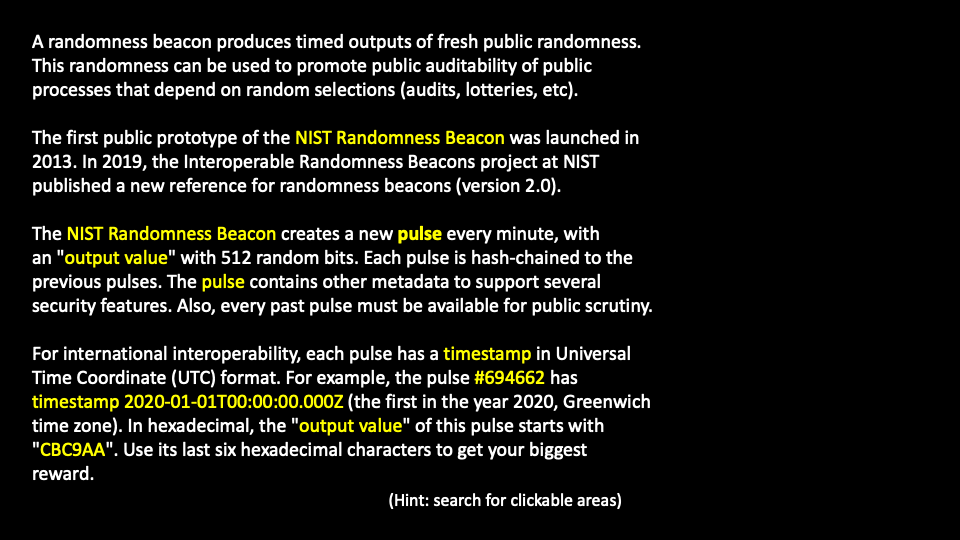 A randomness beacon produces timed outputs of fresh public randomness.
This randomness can be used to promote public auditability of public
processes that depend on random selections (audits, lotteries, etc).
The first public prototype of the NIST Randomness Beacon was launched in
2013. In 2019, the Interoperable Randomness Beacons project at NIST
published a new reference for randomness beacons (version 2.0).
The NIST Randomness Beacon creates a new pulse every minute, with
an "output value" with 512 random bits. Each pulse is hash-chained to the
previous pulses. The pulse contains other metadata to support several
security features. Also, every past pulse must be available for public scrutiny.
For international interoperability, each pulse has a timestamp in Universal
Time Coordinate (UTC) format. For example, the pulse #694662 has
timestamp 2020-01-01T00:00:00.000Z (the first in the year 2020, Greenwich
time zone). In hexadecimal, the "output value" of this pulse starts with
"CBC9AA". Use its last six hexadecimal characters to get your biggest
reward.
(Hint: search for clickable areas)